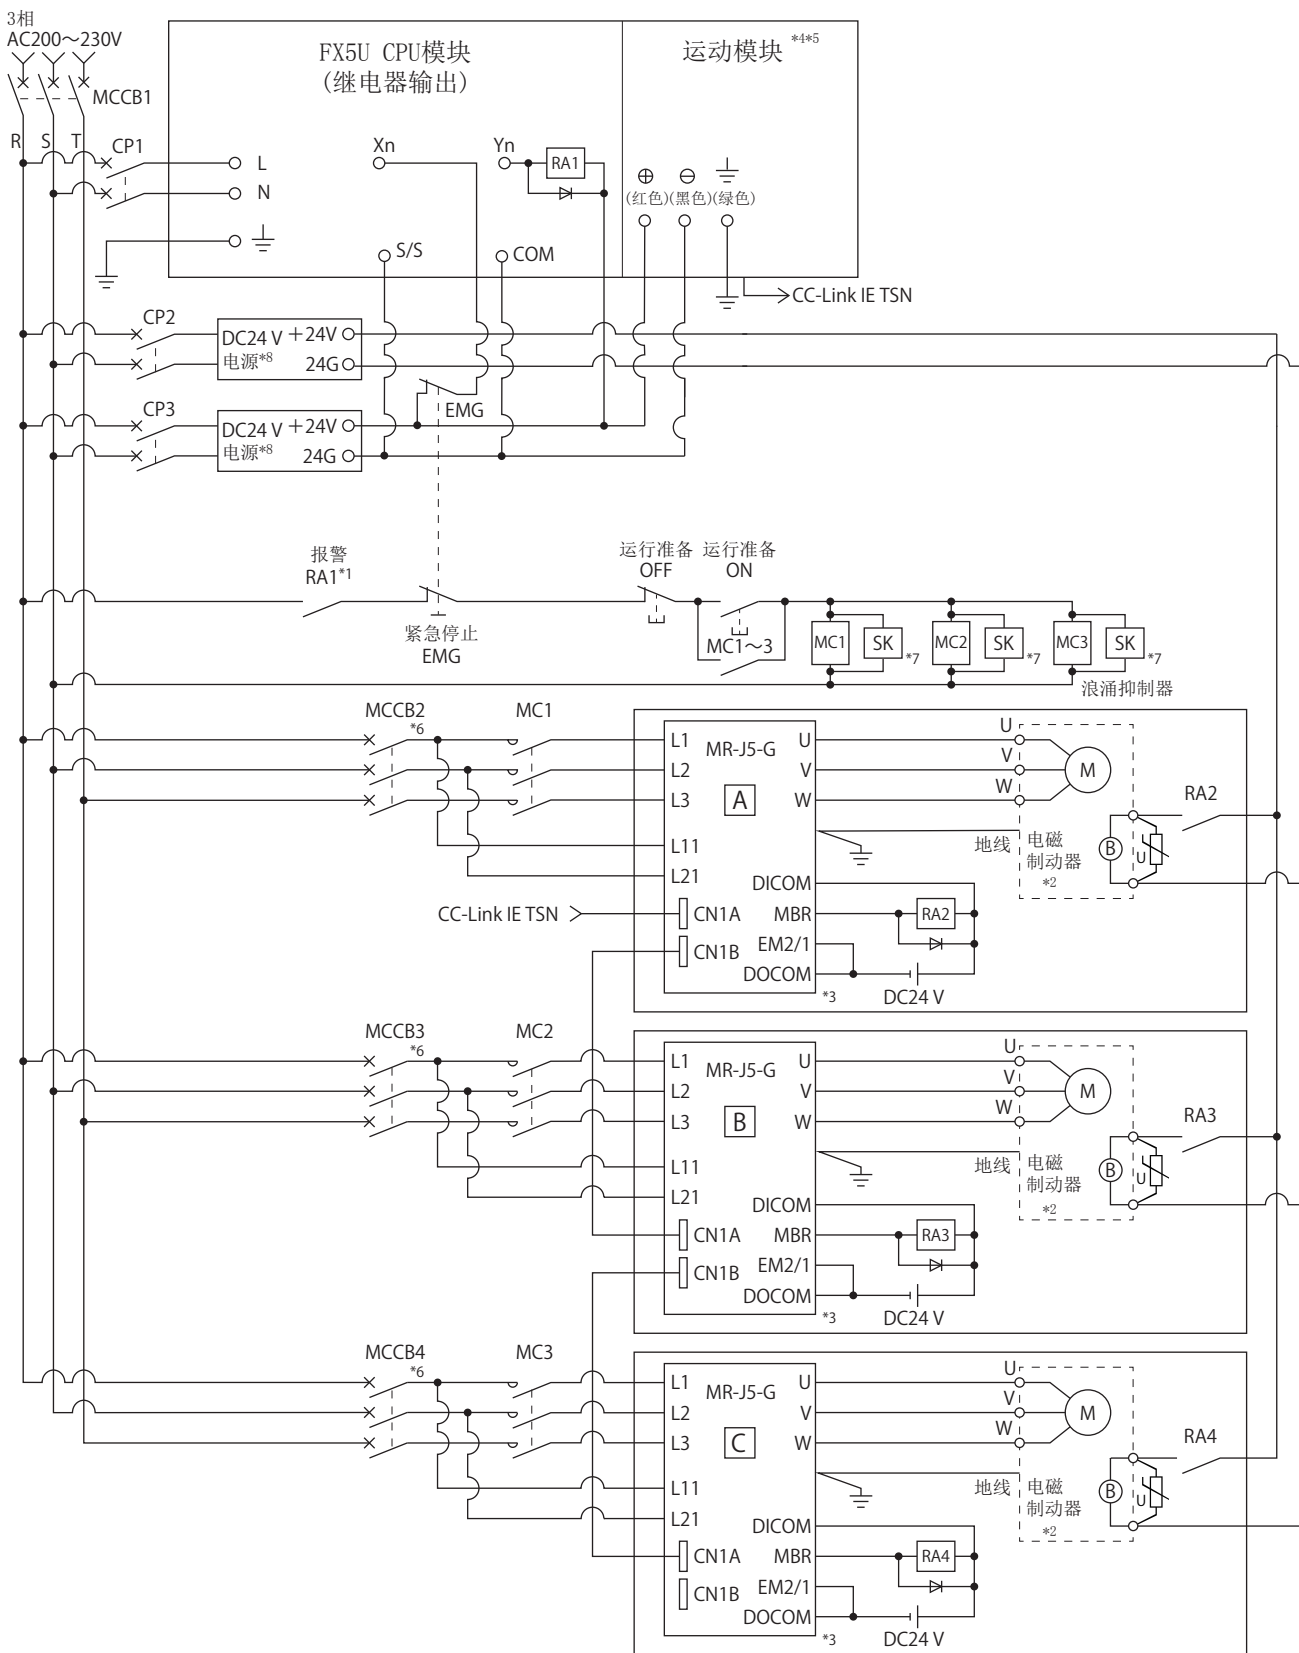 3相
AC200～230V
MCCB1
R S T
CP1
FX5U CPU模块
(继电器输出)
运动模块 *4*5
L
N
Xn
Yn
RA1
⊕ ⊖
(红色)(黑色)(绿色)
S/S
COM
CC-Link IE TSN
CP2
DC24 V +24V
电源*8 24G
CP3
DC24 V +24V
电源*8 24G
EMG
报警
RA1*1
紧急停止
EMG
运行准备
OFF
运行准备
ON
MC1～3
MC1
SK
*7
MC2
SK
*7
MC3
SK
*7
浪涌抑制器
MCCB2
*6
MC1
L1
L2
L3
L11
L21
MR-J5-G
A
U
V
W
U
V
W
M
RA2
地线
电磁
制动器
*2
B
U
DICOM
MBR
EM2/1
DOCOM
RA2
DC24 V
CC-Link IE TSN
CN1A
CN1B
*3
MCCB3
*6
MC2
L1
L2
L3
L11
L21
MR-J5-G
B
U
V
W
U
V
W
M
RA3
地线
电磁
制动器
*2
B
U
DICOM
MBR
EM2/1
DOCOM
RA3
DC24 V
CN1A
CN1B
*3
MCCB4
*6
MC3
L1
L2
L3
L11
L21
MR-J5-G
C
U
V
W
U
V
W
M
RA4
地线
电磁
制动器
*2
B
U
DICOM
MBR
EM2/1
DOCOM
RA4
DC24 V
CN1A
CN1B
*3